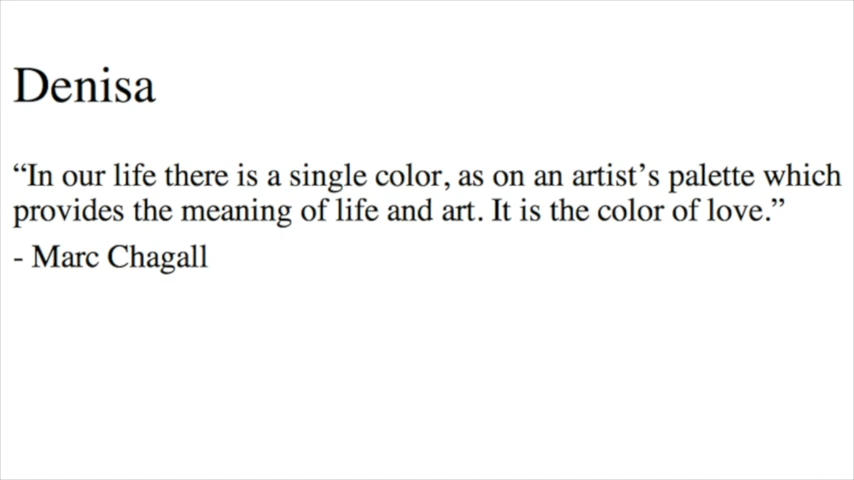 Denisa
“In our life there is a single color, as on an artist’s palette which
provides the meaning of life and art. It is the color of love.”
- Marc Chagall